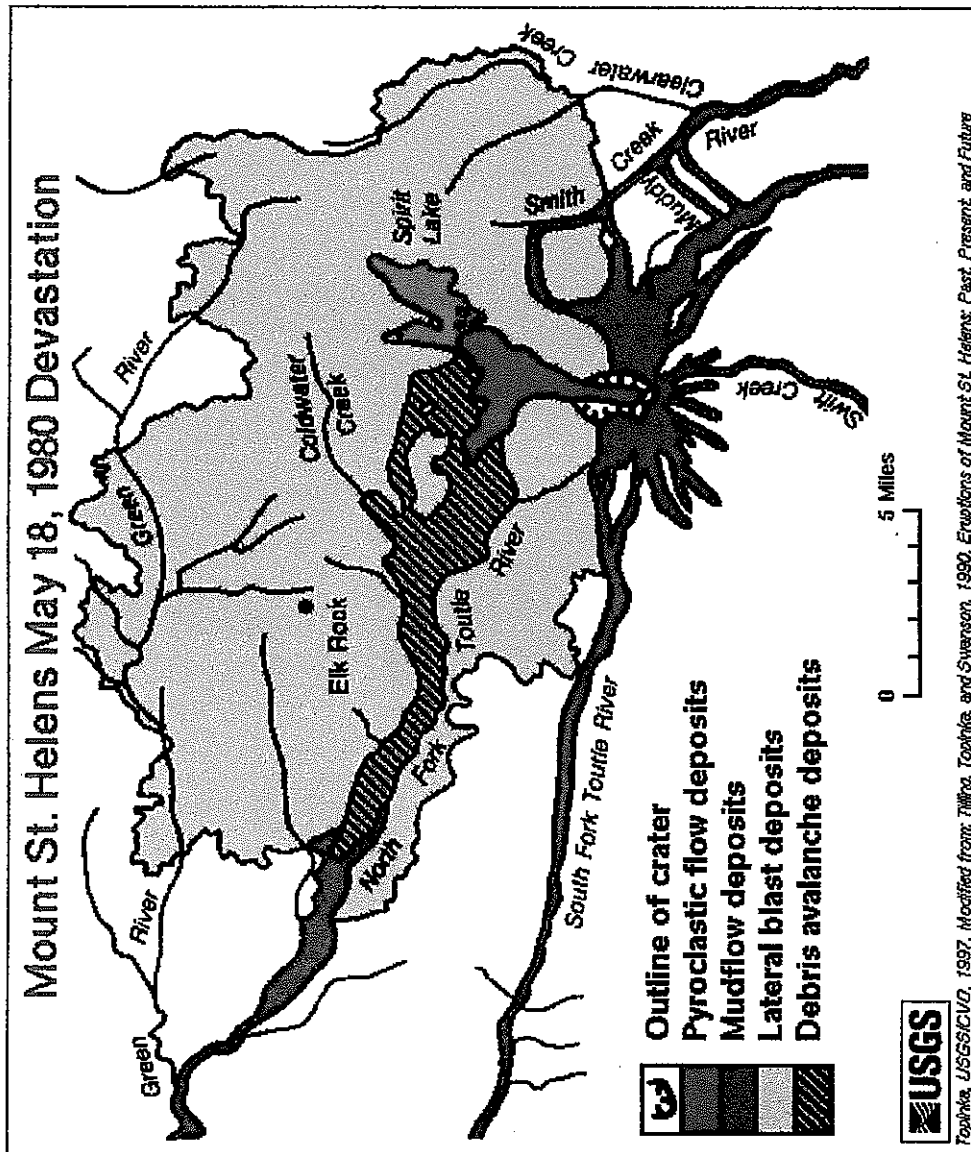 Mount St. Helens May 18, 1980 Devastation
Green
River
Green
River
Elk Rock
Coldwater
Creek
Spirit
Lake
Clearwater
Creek
Smith
Creek
Muddy
River
North
Fork
Toutle
River
South Fork Toutle River
Swift
Creek
Outline of crater
Pyroclastic flow deposits
Mudflow deposits
Lateral blast deposits
Debris avalanche deposits
0
5 Miles
USGS
Topinka, USGS/CVO, 1997, Modified from: Tilling, Topinka, and Swanson, 1990, Eruptions of Mount St. Helens: Past, Present, and Future